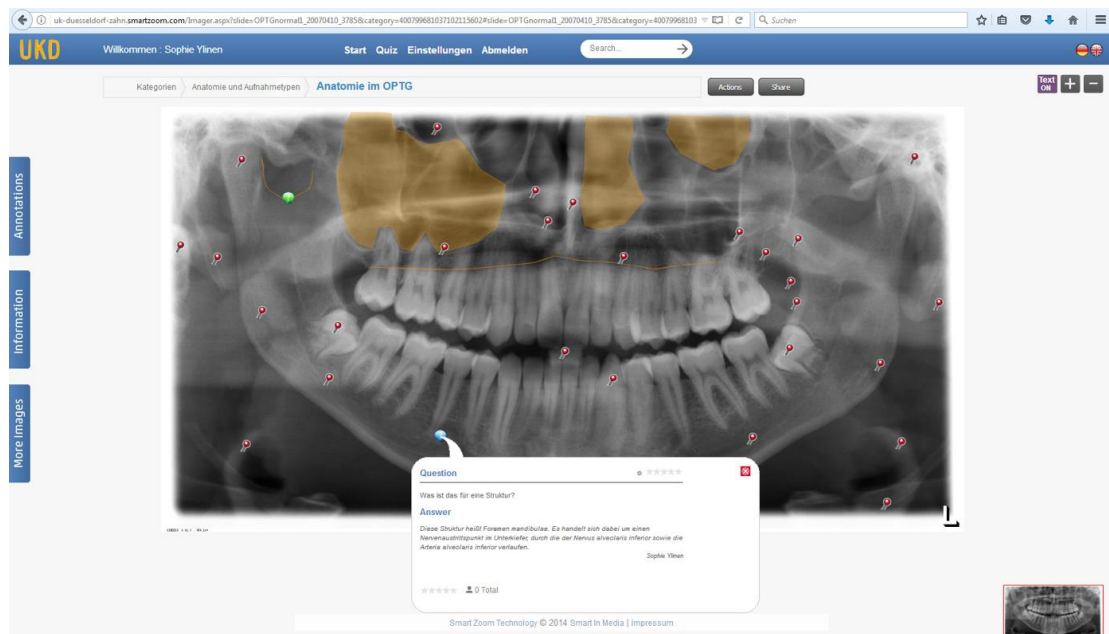 uk-duesseldorf-zahn.smartzoom.com/Imager.aspx?slide=OPTGnormal1_20070410_3785&category=400799681037102115602#slide=OPTGnormal1_20070410_3785&category=40079968103
Suchen
UKD
Willkommen : Sophie Ylinen
Start Quiz Einstellungen Abmelden
Search...
Kategorien
Anatomie und Aufnahmetypen
Anatomie im OPTG
Actions
Share
Text
ON
Annotations
Information
More Images
L
Question
Was ist das für eine Struktur?
Answer
Diese Struktur heißt Foramen mandibulae. Es handelt sich dabei um einen
Nervenaustrittspunkt im Unterkiefer, durch die der Nervus alveolaris inferior sowie die
Arteria alveolaris inferior verlaufen.
Sophie Ylinen
0 Total
Smart Zoom Technology © 2014 Smart In Media | Impressum